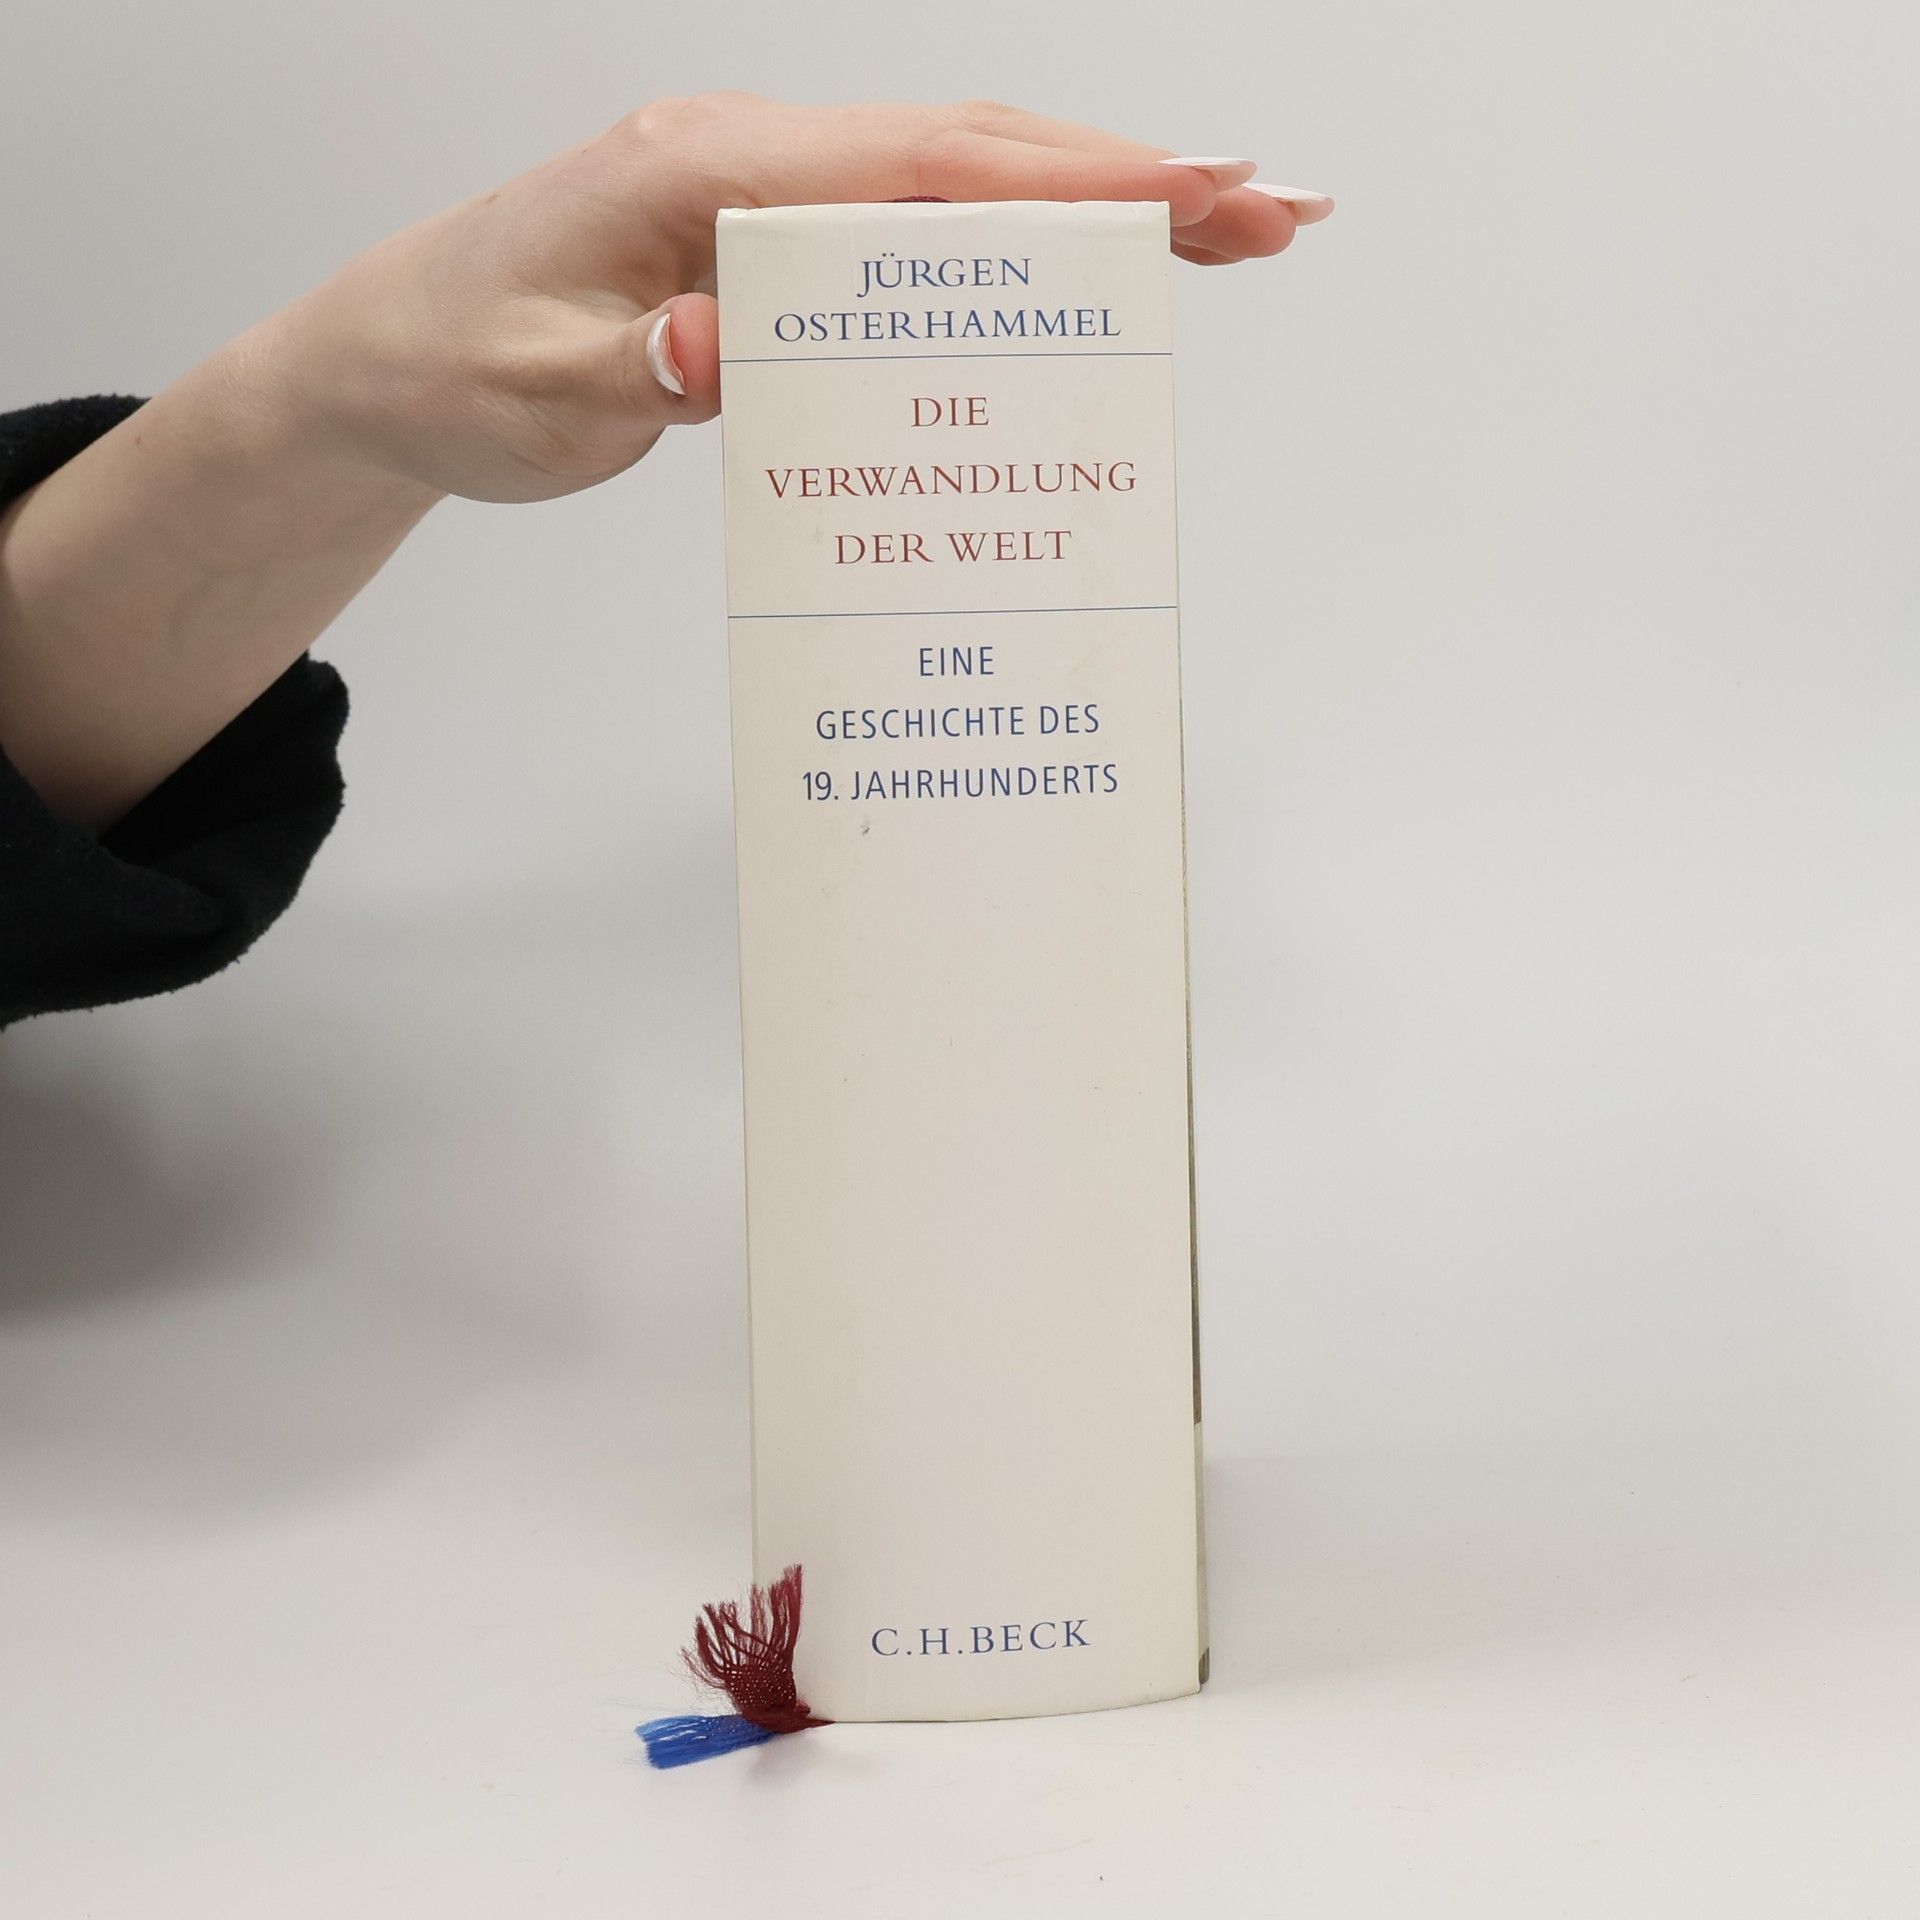 JÜRGEN
OSTERHAMMEL
DIE
VERWANDLUNG
DER WELT
EINE
GESCHICHTE DES
19. JAHRHUNDERTS
C.H.BECK